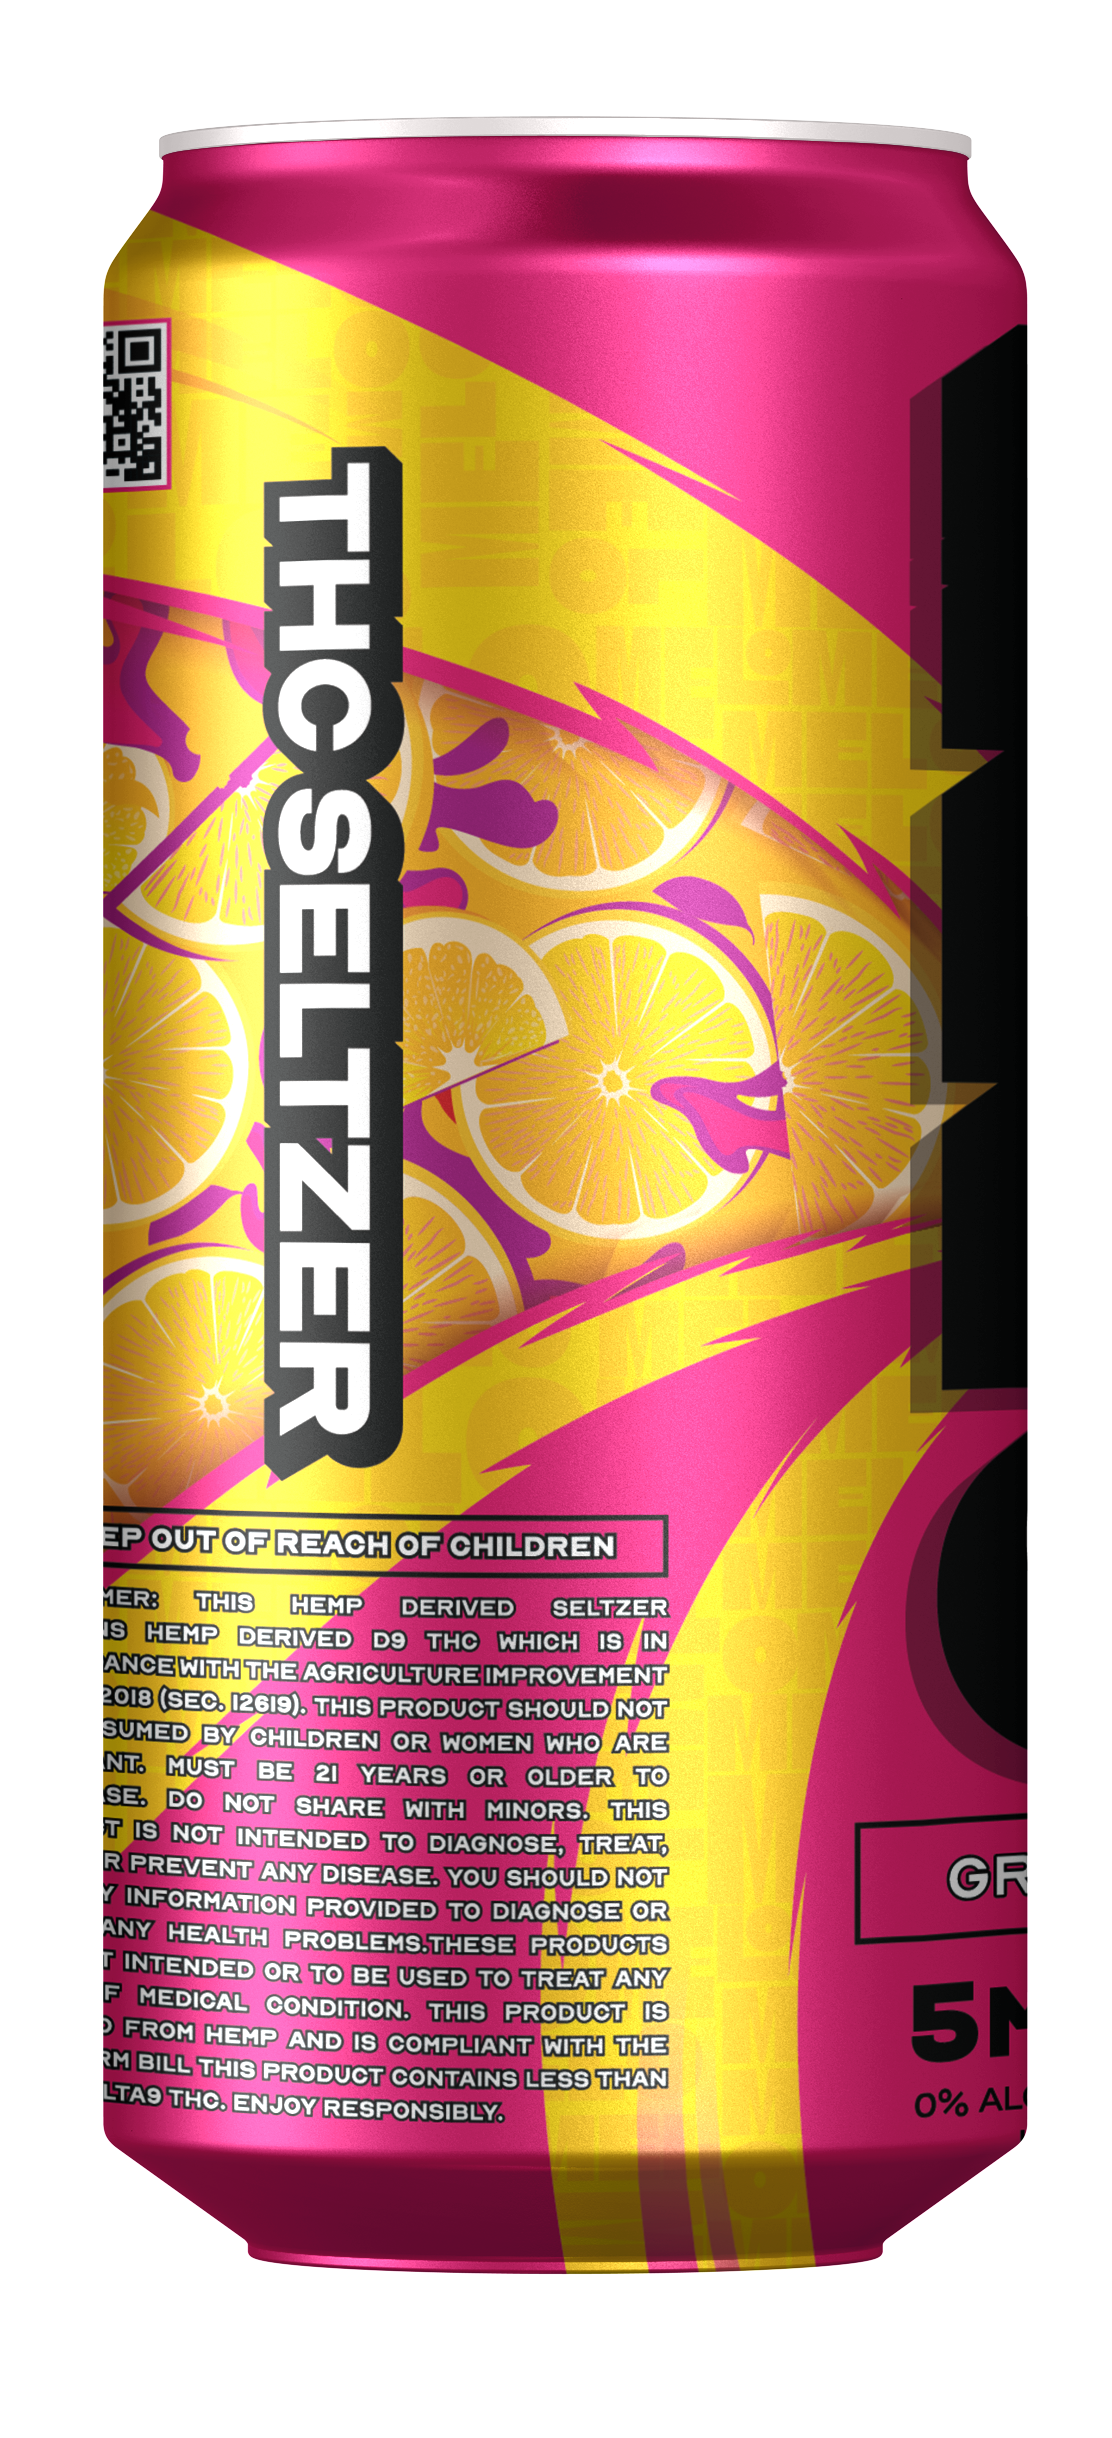 THC SELTZER
EP OUT OF REACH OF CHILDREN
MER: THIS HEMP DERIVED SELTZER
NS HEMP DERIVED D9 THC WHICH IS IN
ANCE WITH THE AGRICULTURE IMPROVEMENT
2018 (SEC. 12619). THIS PRODUCT SHOULD NOT
SUMED BY CHILDREN OR WOMEN WHO ARE
ANT. MUST BE 21 YEARS OR OLDER TO
ASE. DO NOT SHARE WITH MINORS. THIS
CT IS NOT INTENDED TO DIAGNOSE, TREAT,
R PREVENT ANY DISEASE. YOU SHOULD NOT
Y INFORMATION PROVIDED TO DIAGNOSE OR
ANY HEALTH PROBLEMS.THESE PRODUCTS
T INTENDED OR TO BE USED TO TREAT ANY
F MEDICAL CONDITION. THIS PRODUCT IS
D FROM HEMP AND IS COMPLIANT WITH THE
RM BILL THIS PRODUCT CONTAINS LESS THAN
LTA9 THC. ENJOY RESPONSIBLY.
GR
5M
0% ALC